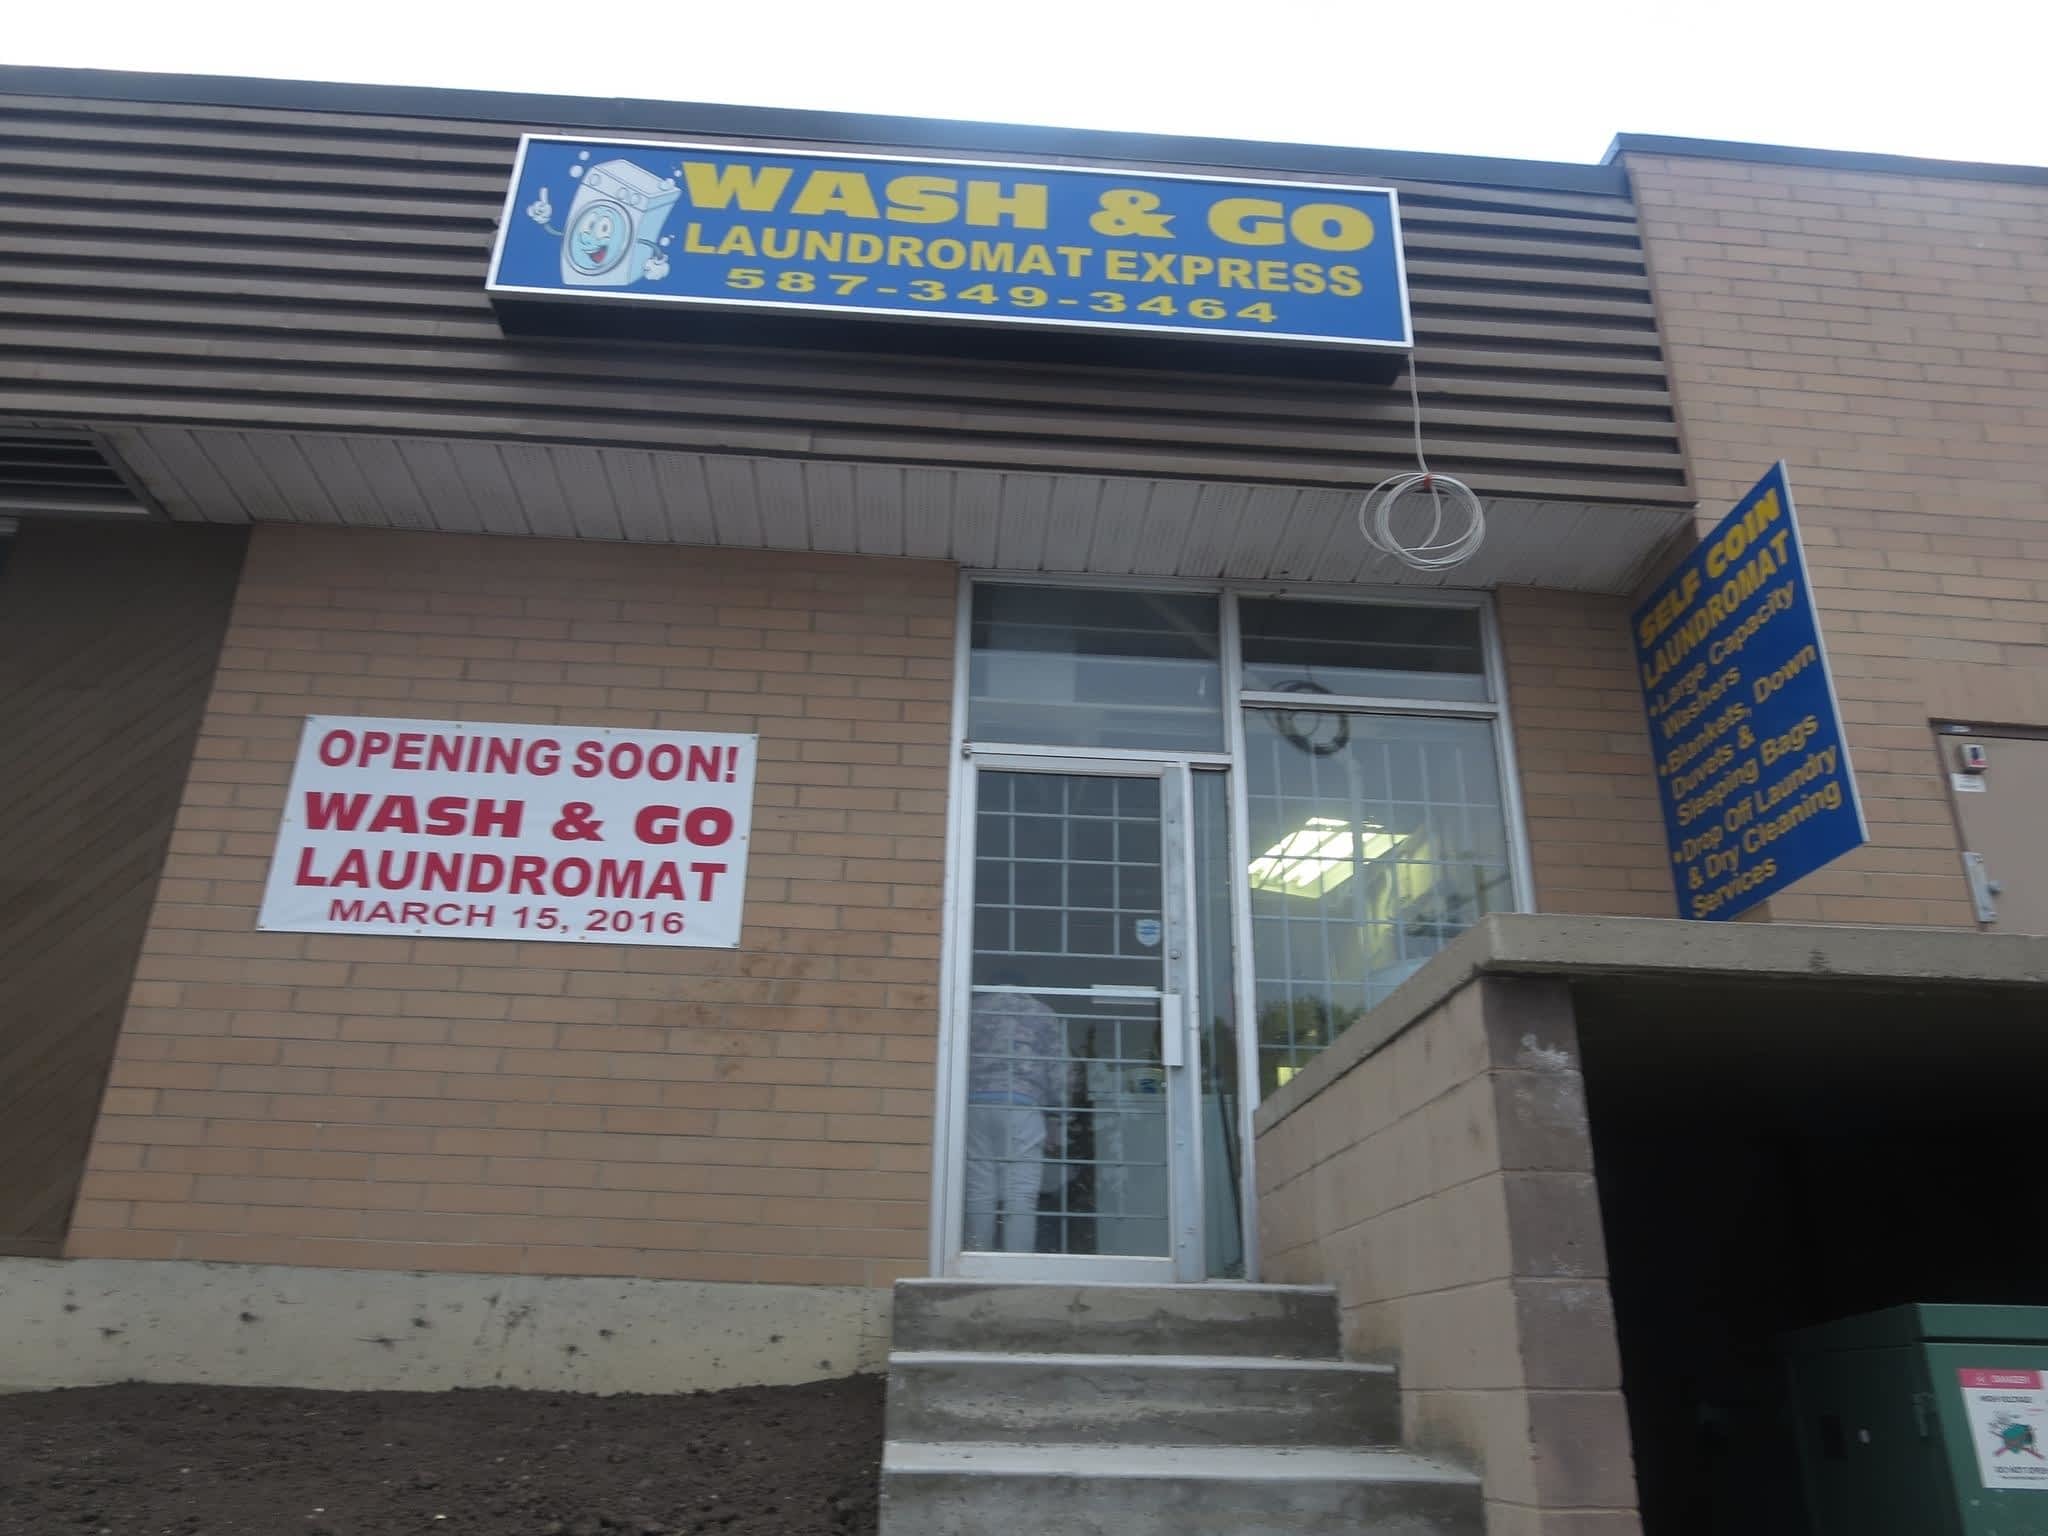 WASH & GO
LAUNDROMAT EXPRESS
587-349-3464
OPENING SOON!
WASH & GO
LAUNDROMAT
MARCH 15, 2016
SELF COIN
LAUNDROMAT
• Large Capacity
Washers
• Blankets, Down
Duvets &
Sleeping Bags
• Drop Off Laundry
& Dry Cleaning
Services
DANGER